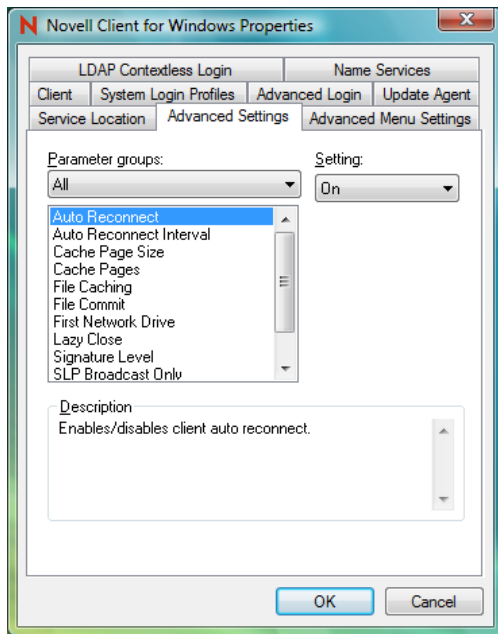 Novell Client for Windows Properties
LDAP Contextless Login
Name Services
Client
System Login Profiles
Advanced Login
Update Agent
Service Location
Advanced Settings
Advanced Menu Settings
Parameter groups:
Setting:
All
On
Auto Reconnect
Auto Reconnect Interval
Cache Page Size
Cache Pages
File Caching
File Commit
First Network Drive
Lazy Close
Signature Level
SLP Broadcast Only
Description
Enables/disables client auto reconnect.
OK
Cancel